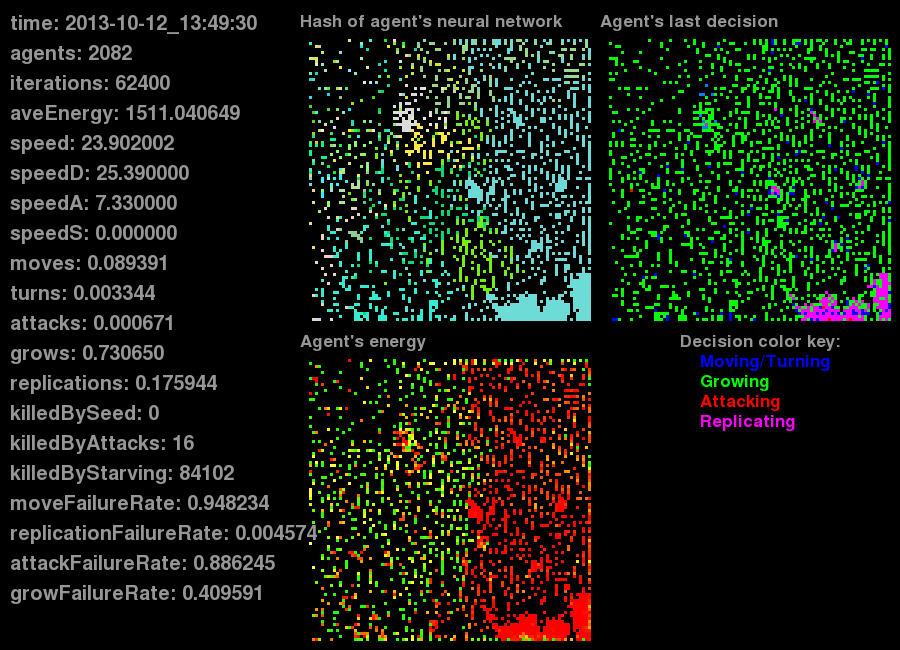 time: 2013-10-12_13:49:30
agents: 2082
iterations: 62400
aveEnergy: 1511.040649
speed: 23.902002
speedD: 25.390000
speedA: 7.330000
speedS: 0.000000
moves: 0.089391
turns: 0.003344
attacks: 0.000671
grows: 0.730650
replications: 0.175944
killedBySeed: 0
killedByAttacks: 16
killedByStarving: 84102
moveFailureRate: 0.948234
replicationFailureRate: 0.004574
attackFailureRate: 0.886245
growFailureRate: 0.409591
Hash of agent's neural network
Agent's last decision
Agent's energy
Decision color key:
Moving/Turning
Growing
Attacking
Replicating